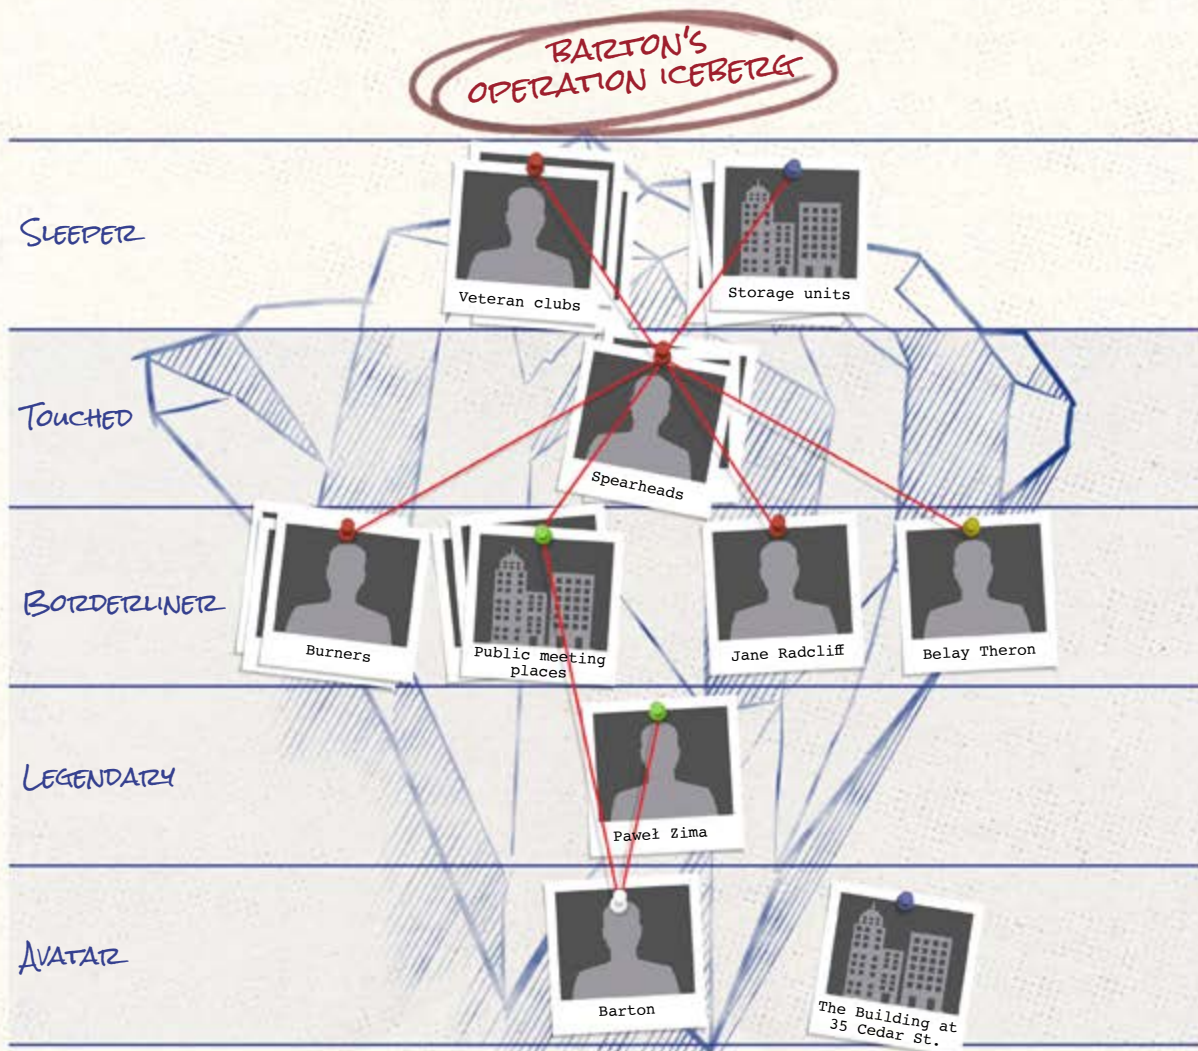 BARTON'S
OPERATION ICEBERG
SLEEPER
Veteran clubs
Storage units
TOUCHED
Spearheads
BORDERLINER
Burners
Public meeting
places
Jane Radcliff
Belay Theron
LEGENDARY
Paweł Zima
AVATAR
Barton
The Building at
35 Cedar St.